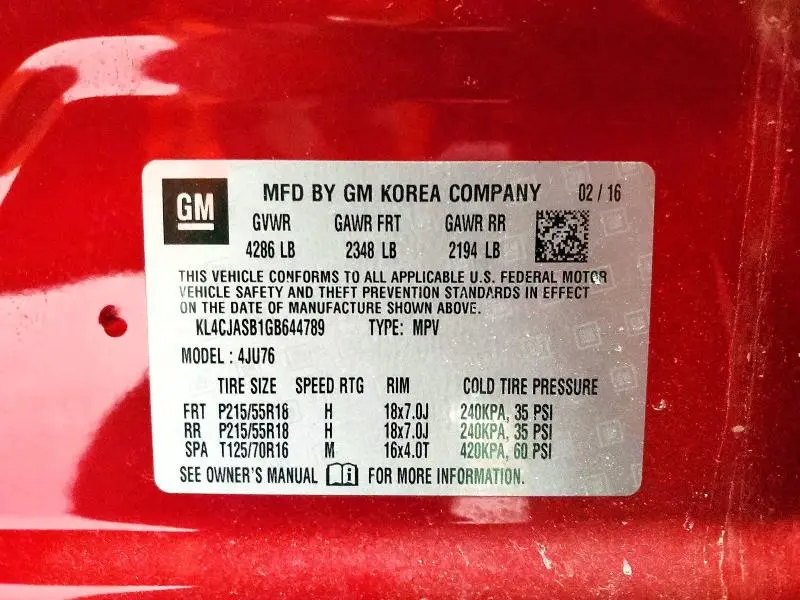 GM MFD BY GM KOREA COMPANY 02 / 16
GVWR GAWR FRT GAWR RR
4286 LB 2348 LB 2194 LB
THIS VEHICLE CONFORMS TO ALL APPLICABLE U.S. FEDERAL MOTOR
VEHICLE SAFETY AND THEFT PREVENTION STANDARDS IN EFFECT
ON THE DATE OF MANUFACTURE SHOWN ABOVE.
KL4CJASB1GB644789 TYPE: MPV
MODEL : 4JU76
TIRE SIZE SPEED RTG RIM COLD TIRE PRESSURE
FRT P215/55R18 H 18x7.0J 240KPA, 35 PSI
RR P215/55R18 H 18x7.0J 240KPA, 35 PSI
SPA T125/70R16 M 16x4.0T 420KPA, 60 PSI
SEE OWNER'S MANUAL FOR MORE INFORMATION.